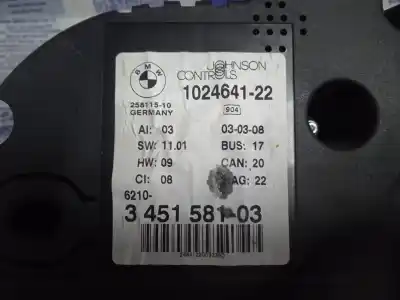 BMW
JOHNSON
CONTROLS
1024641-22
258115-10
GERMANY
904
AI: 03 03-03-08
SW: 11.01 BUS: 17
HW: 09 CAN: 20
CI: 08 AG: 22
6210-
3 451 581-03